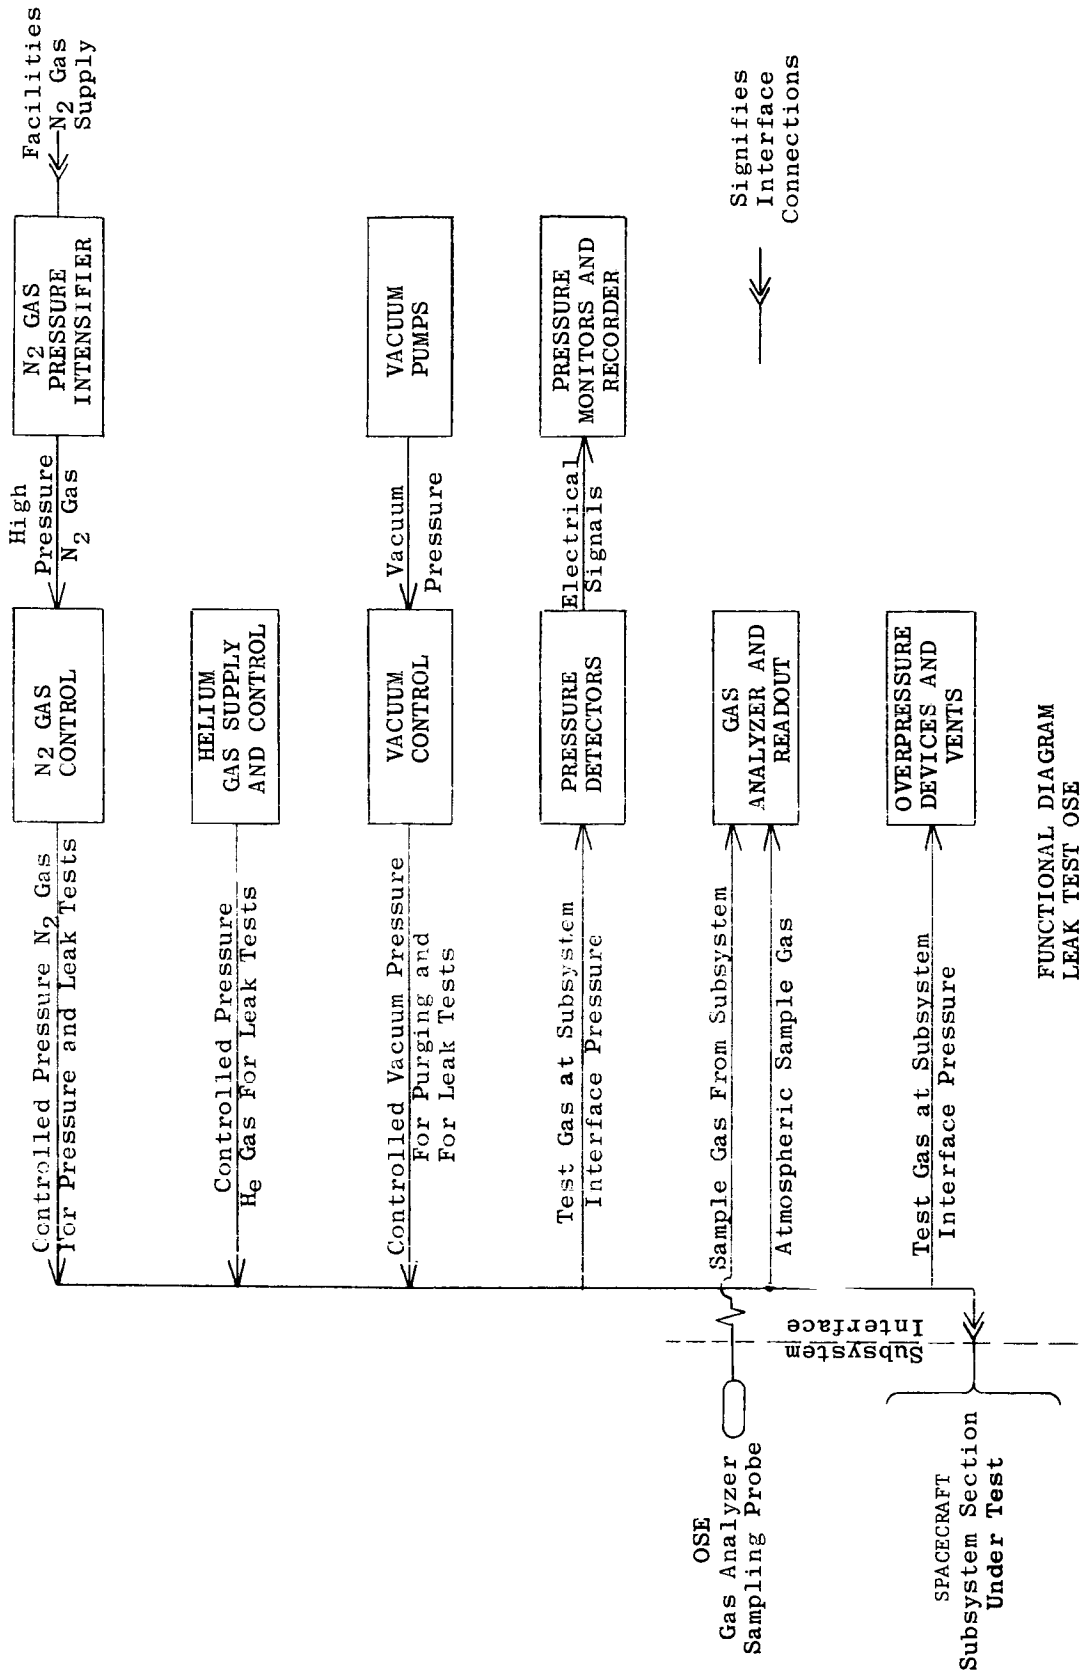 Facilities
N2 Gas
Supply
N2 GAS
PRESSURE
INTENSIFIER
High
Pressure
N2 Gas
N2 GAS
CONTROL
Controlled Pressure N2 Gas
For Pressure and Leak Tests
HELIUM
GAS SUPPLY
AND CONTROL
Controlled Pressure
He Gas For Leak Tests
VACUUM
PUMPS
Vacuum
Pressure
VACUUM
CONTROL
Controlled Vacuum Pressure
For Purging and
For Leak Tests
PRESSURE
MONITORS AND
RECORDER
Electrical
Signals
PRESSURE
DETECTORS
Test Gas at Subsystem
Interface Pressure
Signifies
Interface
Connections
GAS
ANALYZER AND
READOUT
Sample Gas From Subsystem
Atmospheric Sample Gas
OVERPRESSURE
DEVICES AND
VENTS
Test Gas at Subsystem
Interface Pressure
Subsystem
Interface
OSE
Gas Analyzer
Sampling Probe
SPACECRAFT
Subsystem Section
Under Test
FUNCTIONAL DIAGRAM
LEAK TEST OSE